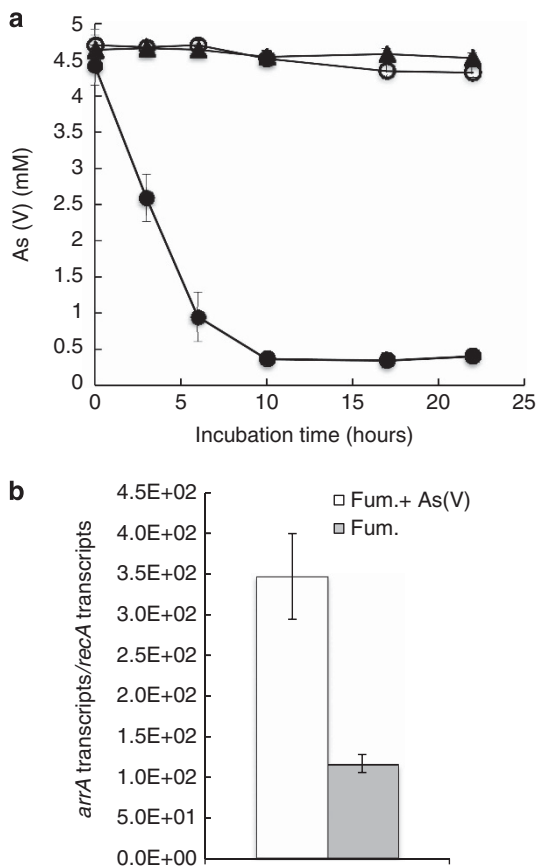 a
5
4.5
4
3.5
3
2.5
2
1.5
1
0.5
0
As (V) (mM)
0 5 10 15 20 25
Incubation time (hours)
b
4.5E+02
4.0E+02
3.5E+02
3.0E+02
2.5E+02
2.0E+02
1.5E+02
1.0E+02
5.0E+01
0.0E+00
arrA transcripts/recA transcripts
Fum.+ As(V)
Fum.